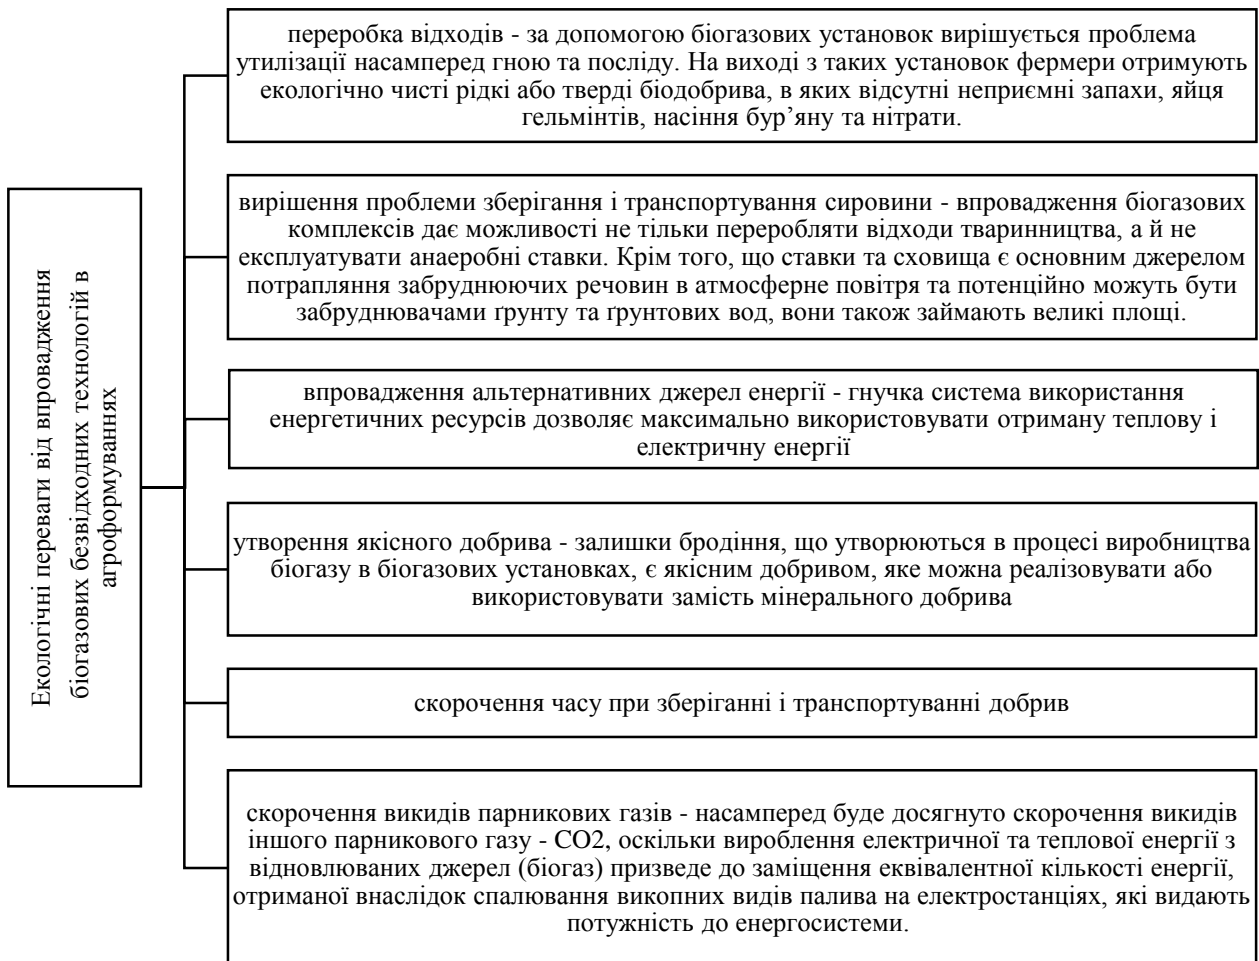 Екологічні переваги від впровадження
біогазових безвідходних технологій в
агроформуваннях
переробка відходів - за допомогою біогазових установок вирішується проблема
утилізації насамперед гною та посліду. На виході з таких установок фермери отримують
екологічно чисті рідкі або тверді біодобрива, в яких відсутні неприємні запахи, яйця
гельмінтів, насіння бур’яну та нітрати.
вирішення проблеми зберігання і транспортування сировини - впровадження біогазових
комплексів дає можливості не тільки переробляти відходи тваринництва, а й не
експлуатувати анаеробні ставки. Крім того, що ставки та сховища є основним джерелом
потрапляння забруднюючих речовин в атмосферне повітря та потенційно можуть бути
забруднювачами ґрунту та ґрунтових вод, вони також займають великі площі.
впровадження альтернативних джерел енергії - гнучка система використання
енергетичних ресурсів дозволяє максимально використовувати отриману теплову і
електричну енергії
утворення якісного добрива - залишки бродіння, що утворюються в процесі виробництва
біогазу в біогазових установках, є якісним добривом, яке можна реалізовувати або
використовувати замість мінерального добрива
скорочення часу при зберіганні і транспортуванні добрив
скорочення викидів парникових газів - насамперед буде досягнуто скорочення викидів
іншого парникового газу - СО2, оскільки вироблення електричної та теплової енергії з
відновлюваних джерел (біогаз) призведе до заміщення еквівалентної кількості енергії,
отриманої внаслідок спалювання викопних видів палива на електростанціях, які видають
потужність до енергосистеми.